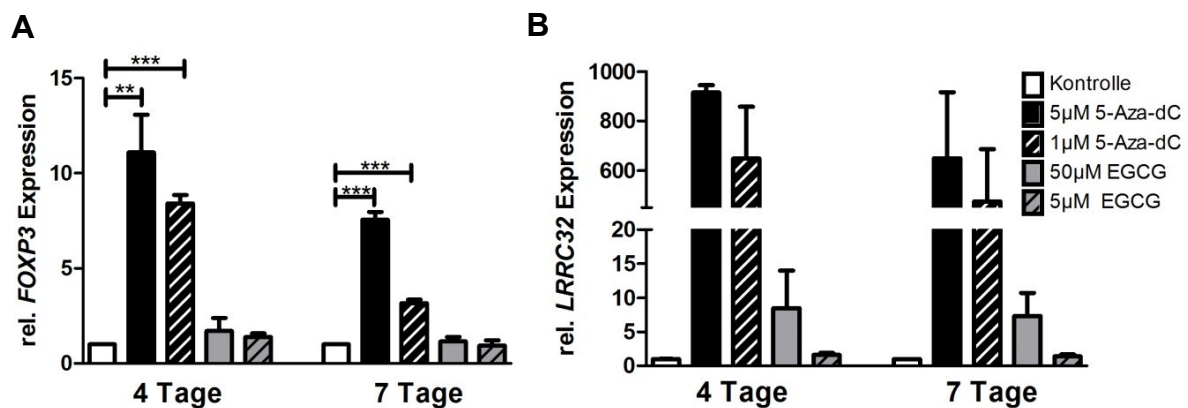 A
rel. FOXP3 Expression
15
10
5
0
***
**
***
***
4 Tage
7 Tage
B
rel. LRRC32 Expression
1000
800
600
20
15
10
5
0
4 Tage
7 Tage
Kontrolle
5µM 5-Aza-dC
1µM 5-Aza-dC
50µM EGCG
5µM EGCG